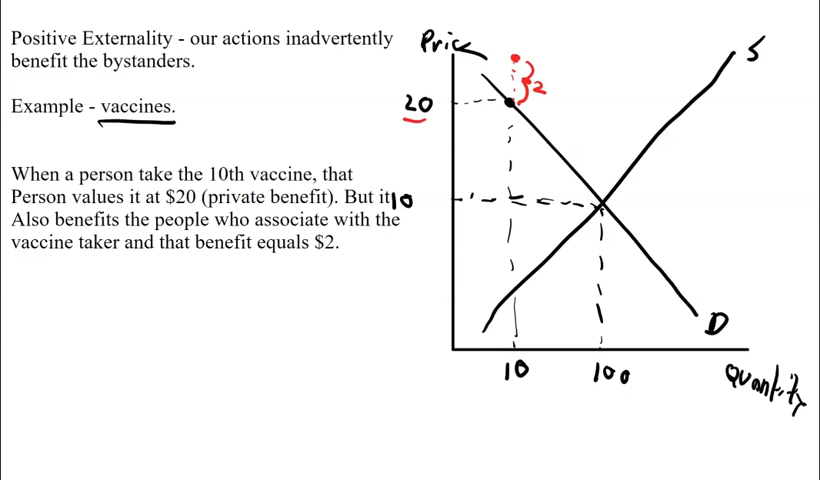 Positive Externality - our actions inadvertently
benefit the bystanders.
Example - vaccines.
When a person take the 10th vaccine, that
Person values it at $20 (private benefit). But it
Also benefits the people who associate with the
vaccine taker and that benefit equals $2.
Price
S
2
20
10
D
10
100
Quantity